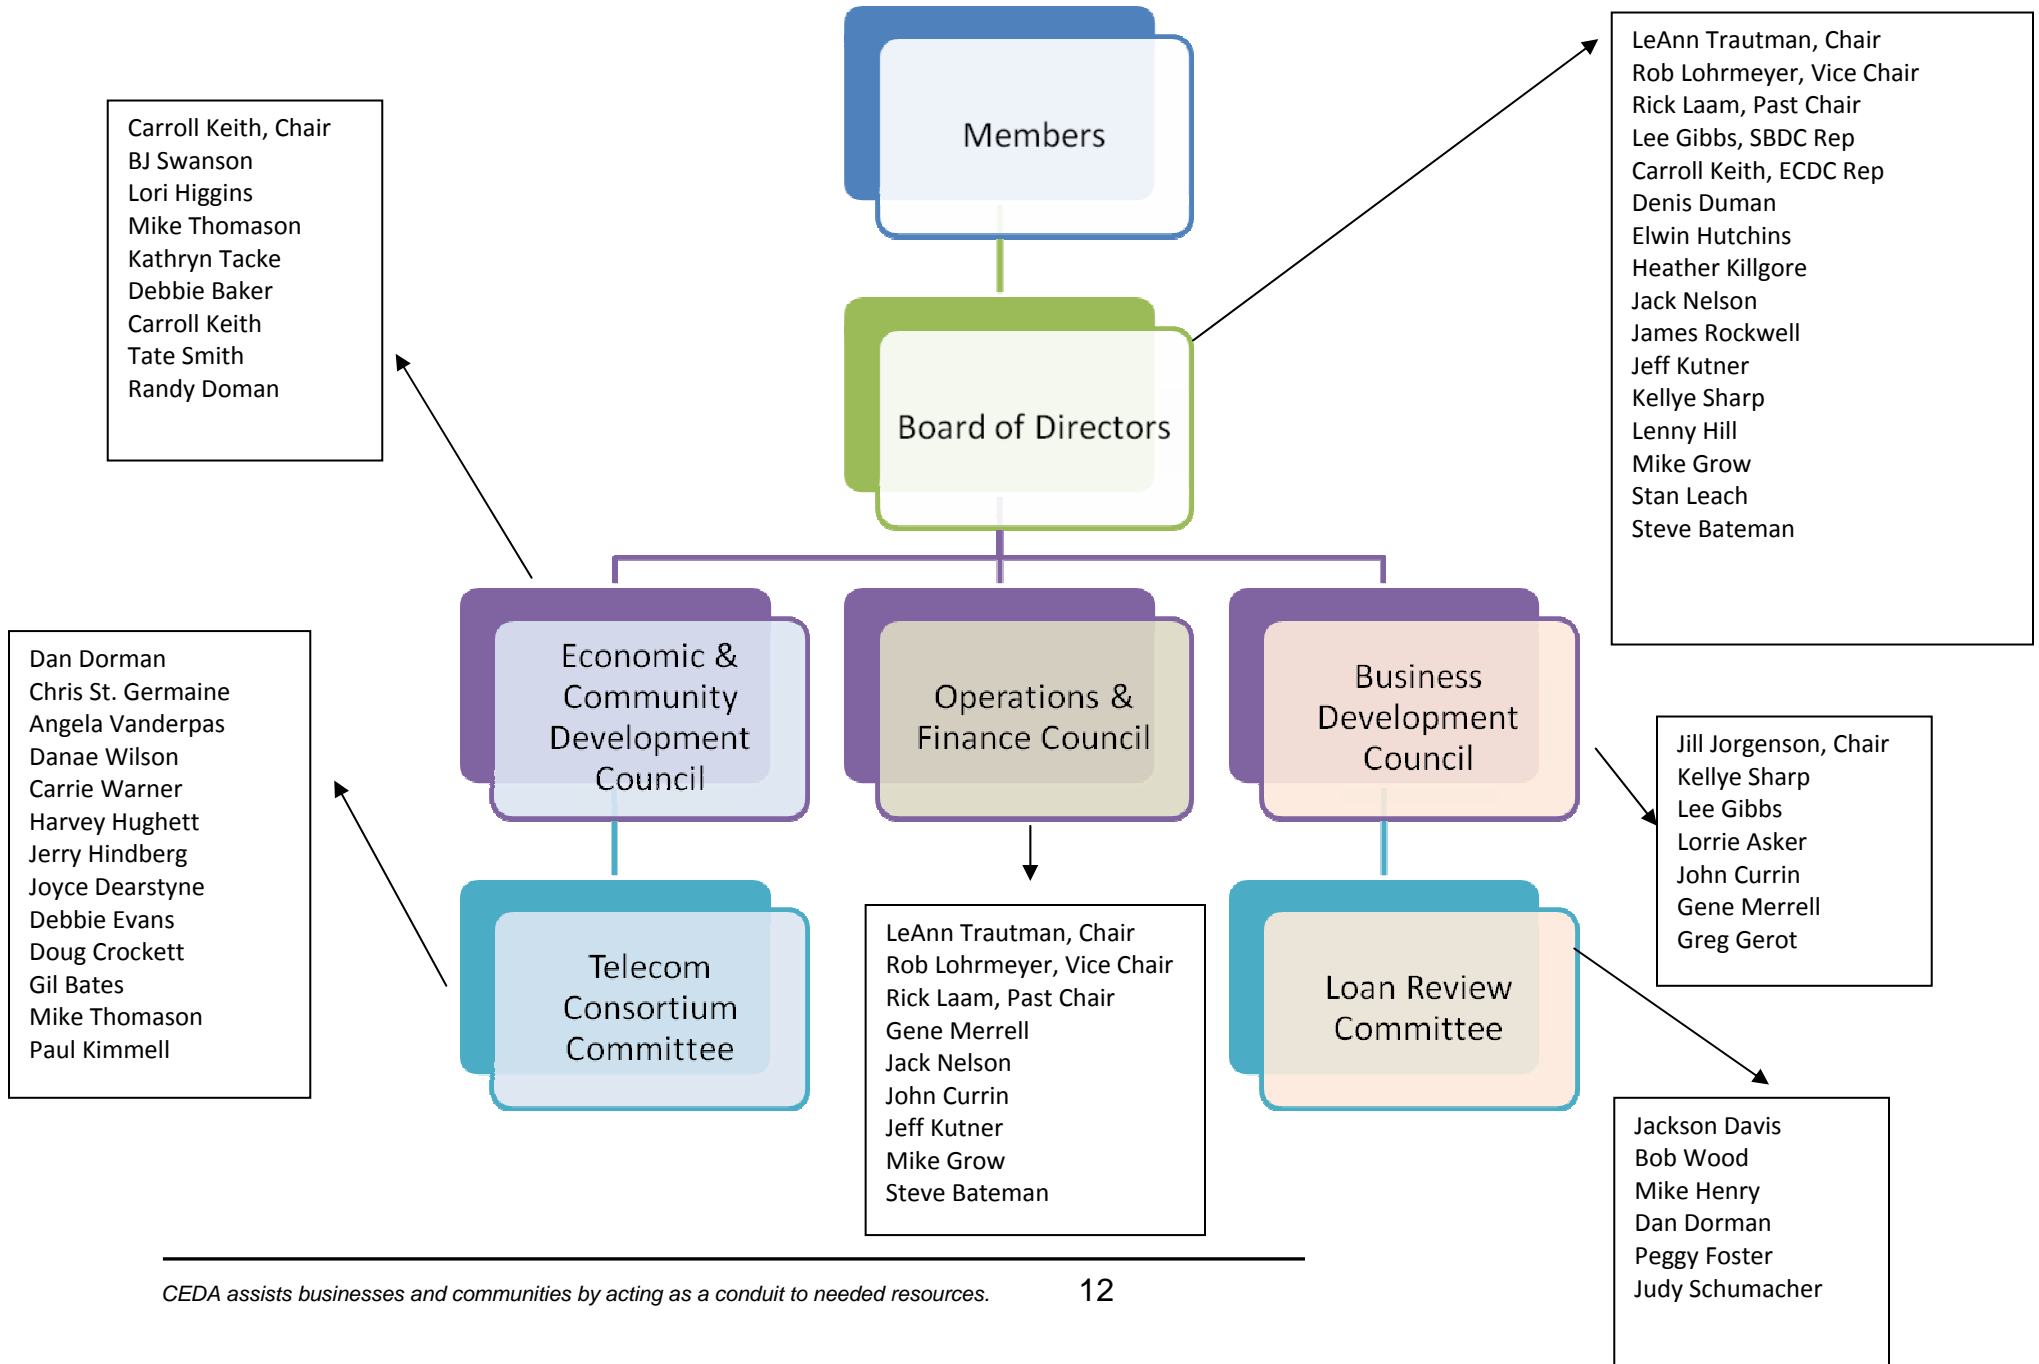 Members
LeAnn Trautman, Chair
Rob Lohrmeyer, Vice Chair
Rick Laam, Past Chair
Lee Gibbs, SBDC Rep
Carroll Keith, ECDC Rep
Denis Duman
Elwin Hutchins
Heather Killgore
Jack Nelson
James Rockwell
Jeff Kutner
Kellye Sharp
Lenny Hill
Mike Grow
Stan Leach
Steve Bateman
Carroll Keith, Chair
BJ Swanson
Lori Higgins
Mike Thomason
Kathryn Tacke
Debbie Baker
Carroll Keith
Tate Smith
Randy Doman
Board of Directors
Economic &
Community
Development
Council
Operations &
Finance Council
Business
Development
Council
Dan Dorman
Chris St. Germaine
Angela Vanderpas
Danae Wilson
Carrie Warner
Harvey Hughett
Jerry Hindberg
Joyce Dearstyne
Debbie Evans
Doug Crockett
Gil Bates
Mike Thomason
Paul Kimmell
Jill Jorgenson, Chair
Kellye Sharp
Lee Gibbs
Lorrie Asker
John Currin
Gene Merrell
Greg Gerot
Telecom
Consortium
Committee
LeAnn Trautman, Chair
Rob Lohrmeyer, Vice Chair
Rick Laam, Past Chair
Gene Merrell
Jack Nelson
John Currin
Jeff Kutner
Mike Grow
Steve Bateman
Loan Review
Committee
Jackson Davis
Bob Wood
Mike Henry
Dan Dorman
Peggy Foster
Judy Schumacher
CEDA assists businesses and communities by acting as a conduit to needed resources. 12